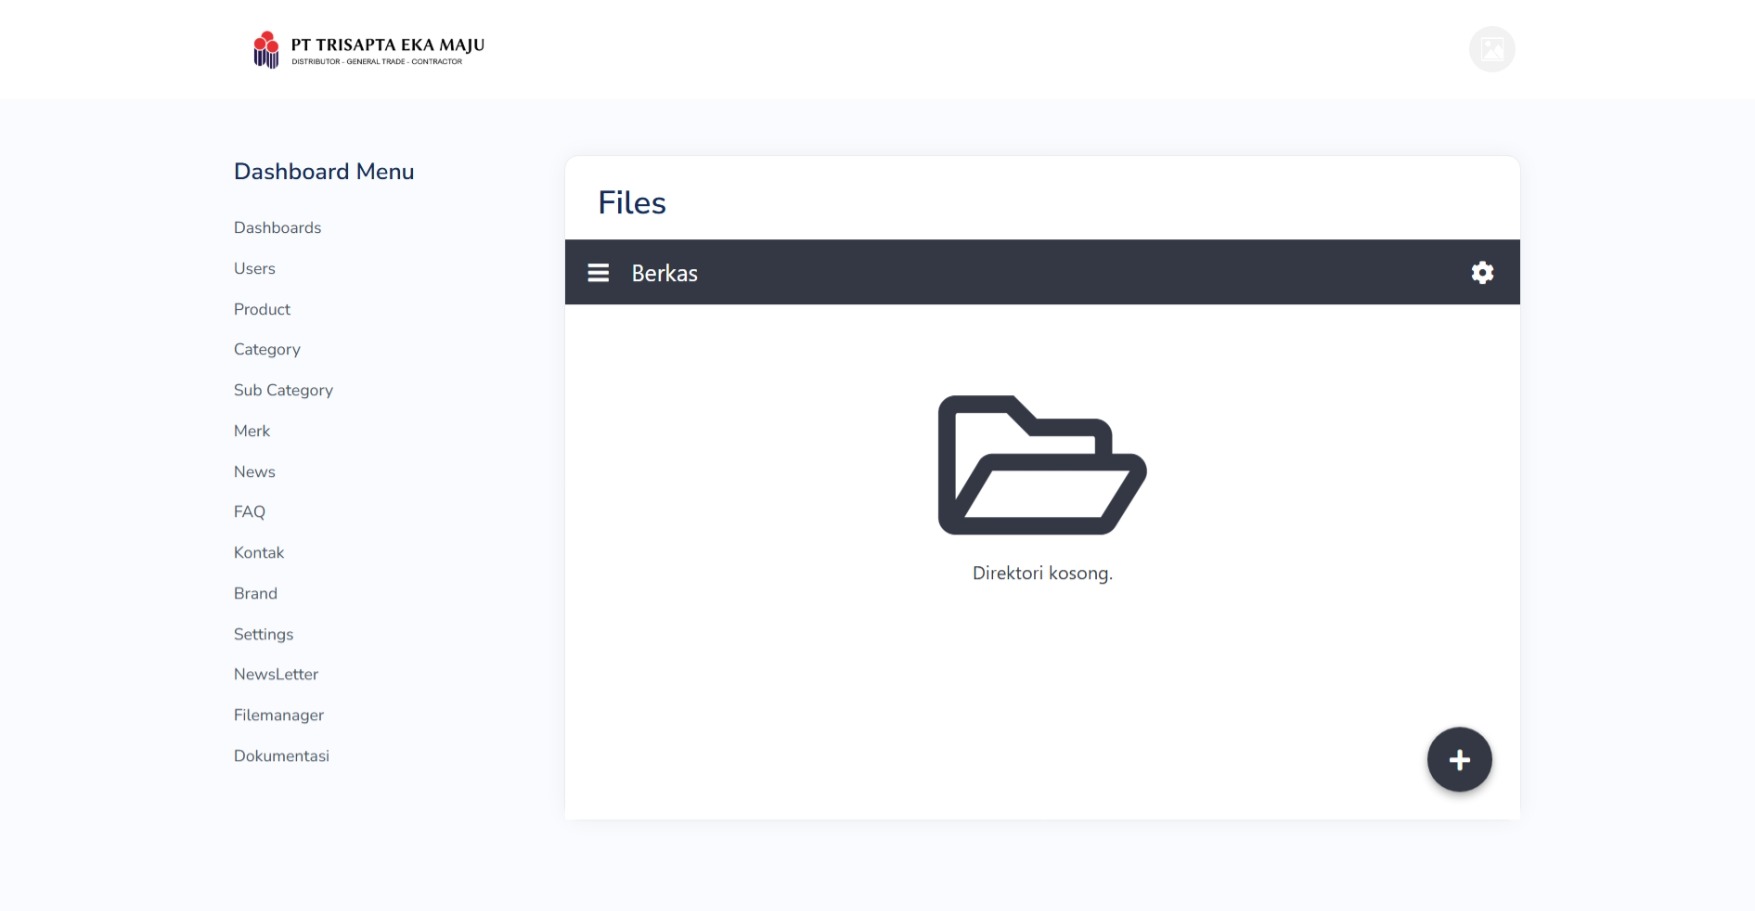 PT TRISAPTA EKA MAJU
DISTRIBUTOR - GENERAL TRADE - CONTRACTOR
Dashboard Menu
Dashboards
Users
Product
Category
Sub Category
Merk
News
FAQ
Kontak
Brand
Settings
NewsLetter
Filemanager
Dokumentasi
Files
Berkas
Direktori kosong.